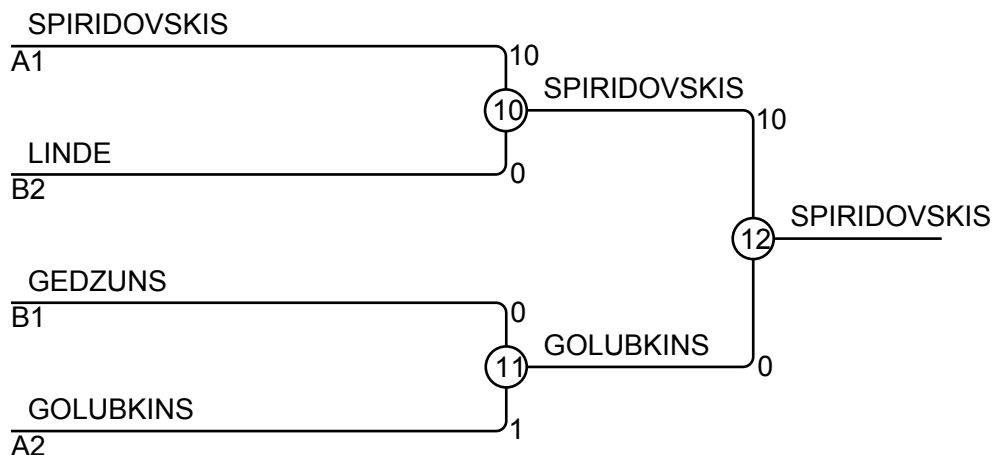 SPIRIDOVSKIS
A1
10
10
SPIRIDOVSKIS
10
LINDE
B2
0
12
SPIRIDOVSKIS
GEDZUNS
B1
0
11
GOLUBKINS
0
GOLUBKINS
A2
1